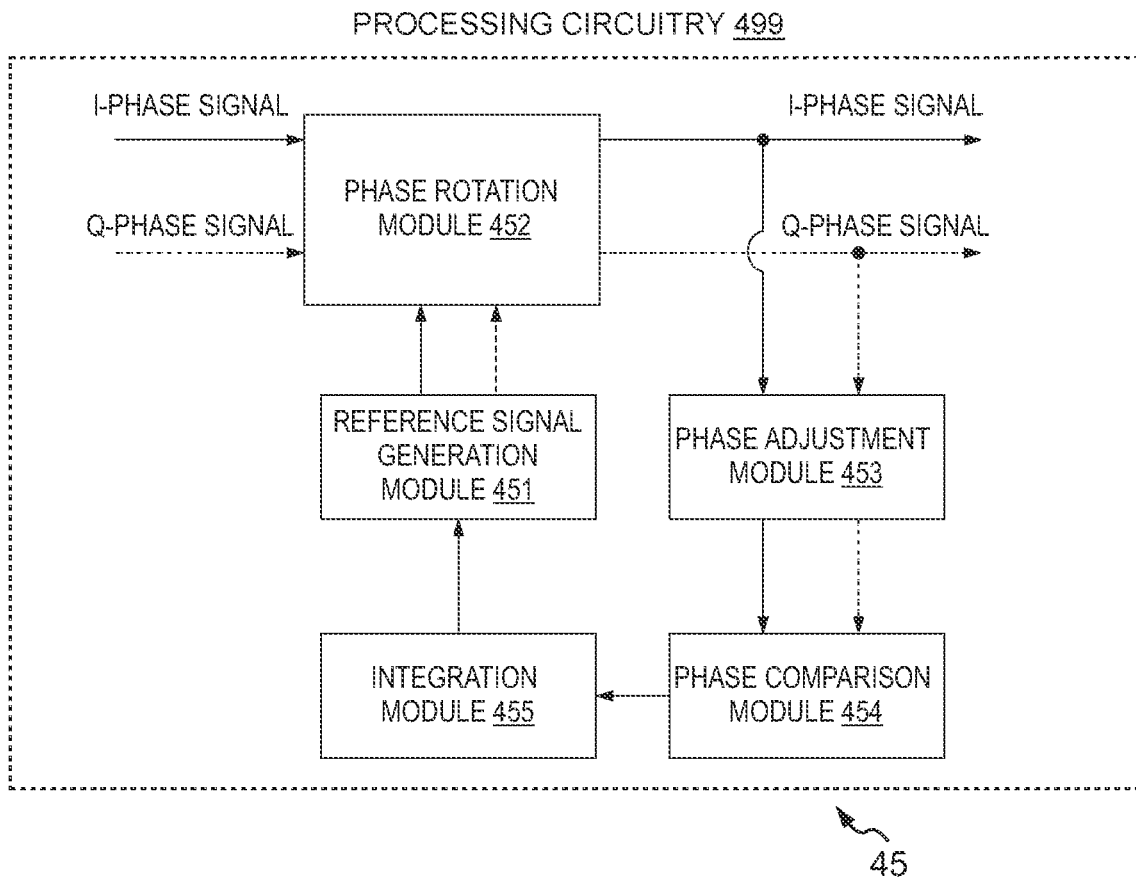 PROCESSING CIRCUITRY 499
I-PHASE SIGNAL
I-PHASE SIGNAL
PHASE ROTATION
MODULE 452
Q-PHASE SIGNAL
Q-PHASE SIGNAL
REFERENCE SIGNAL
GENERATION
MODULE 451
PHASE ADJUSTMENT
MODULE 453
INTEGRATION
MODULE 455
PHASE COMPARISON
MODULE 454
45